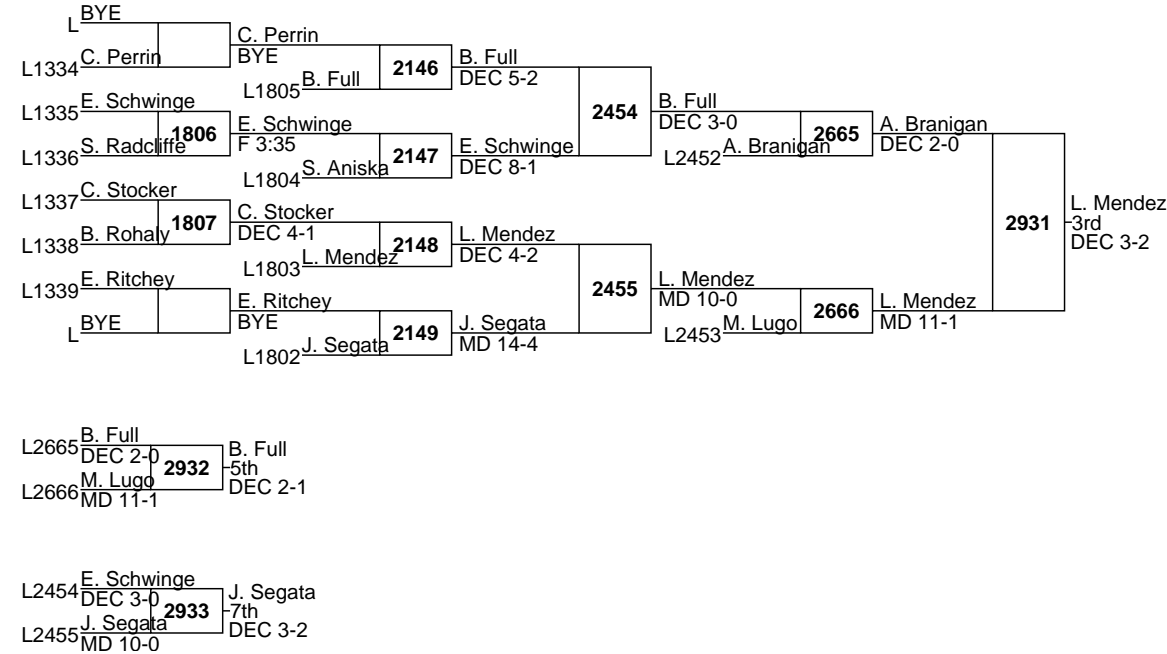 BYE
L
C. Perrin
BYE
C. Perrin
L1334
2146
B. Full
DEC 5-2
B. Full
L1805
E. Schwinge
L1335
1806
E. Schwinge
F 3:35
S. Radcliffe
L1336
2147
E. Schwinge
DEC 8-1
S. Aniska
L1804
2454
B. Full
DEC 3-0
2665
A. Branigan
DEC 2-0
A. Branigan
L2452
C. Stocker
L1337
1807
C. Stocker
DEC 4-1
B. Rohaly
L1338
2148
L. Mendez
DEC 4-2
L. Mendez
L1803
2931
L. Mendez
3rd
DEC 3-2
E. Ritchey
L1339
E. Ritchey
BYE
BYE
L
2149
J. Segata
MD 14-4
J. Segata
L1802
2455
L. Mendez
MD 10-0
2666
L. Mendez
MD 11-1
M. Lugo
L2453
B. Full
L2665
DEC 2-0
2932
B. Full
5th
DEC 2-1
M. Lugo
L2666
MD 11-1
E. Schwinge
L2454
DEC 3-0
2933
J. Segata
7th
DEC 3-2
J. Segata
L2455
MD 10-0